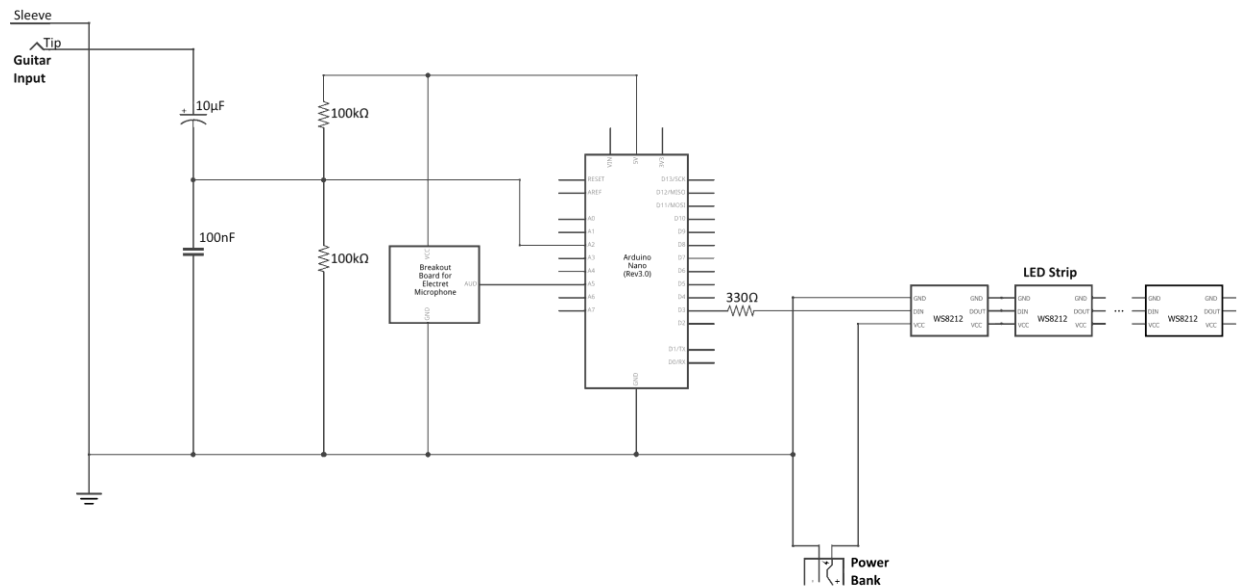 Sleeve
Tip
Guitar
Input
+
10µF
100kΩ
100nF
100kΩ
VCC
Breakout
Board for
Electret
Microphone
AUD
GND
VIN
5V
3V3
RESET
AREF
A0
A1
A2
A3
A4
A5
A6
A7
Arduino
Nano
(Rev3.0)
D13/SCK
D12/MISO
D11/MOSI
D10
D9
D8
D7
D6
D5
D4
D3
D2
D1/TX
D0/RX
GND
330Ω
LED Strip
GND
DIN
VCC
GND
DOUT
VCC
WS8212
GND
DIN
VCC
GND
DOUT
VCC
WS8212
...
GND
DIN
VCC
GND
DOUT
VCC
WS8212
- +
Power
Bank